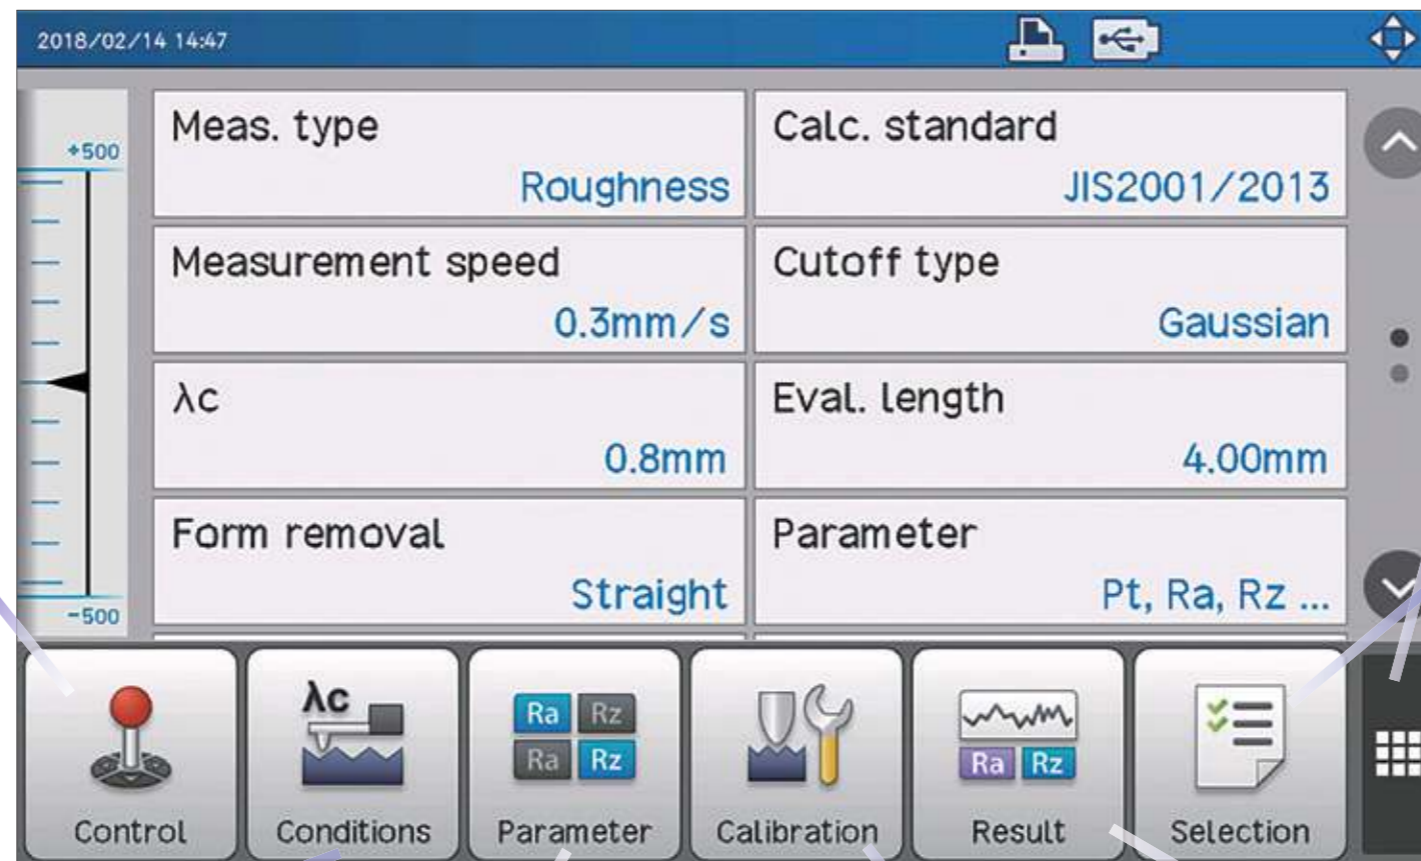 2018/02/14 14:47
+500
-500
Meas. type
Roughness
Calc. standard
JIS2001/2013
Measurement speed
0.3mm/s
Cutoff type
Gaussian
λc
0.8mm
Eval. length
4.00mm
Form removal
Straight
Parameter
Pt, Ra, Rz ...
λc
Ra Rz
Ra Rz
Ra Rz
Control
Conditions
Parameter
Calibration
Result
Selection